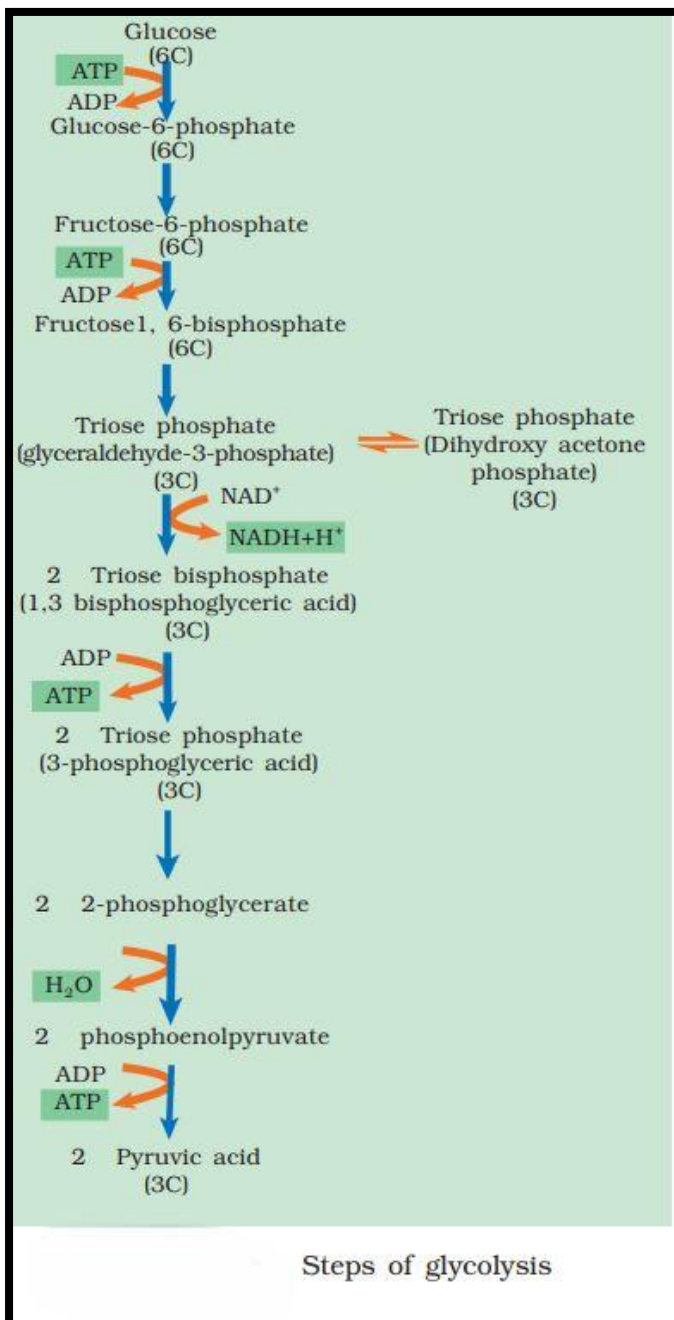 Glucose
(6C)
ATP
ADP
Glucose-6-phosphate
(6C)
Fructose-6-phosphate
(6C)
ATP
ADP
Fructose1, 6-bisphosphate
(6C)
Triose phosphate
(glyceraldehyde-3-phosphate)
(3C)
Triose phosphate
(Dihydroxy acetone
phosphate)
(3C)
NAD⁺
NADH+H⁺
2 Triose bisphosphate
(1,3 bisphosphoglyceric acid)
(3C)
ADP
ATP
2 Triose phosphate
(3-phosphoglyceric acid)
(3C)
2 2-phosphoglycerate
H₂O
2 phosphoenolpyruvate
ADP
ATP
2 Pyruvic acid
(3C)
Steps of glycolysis